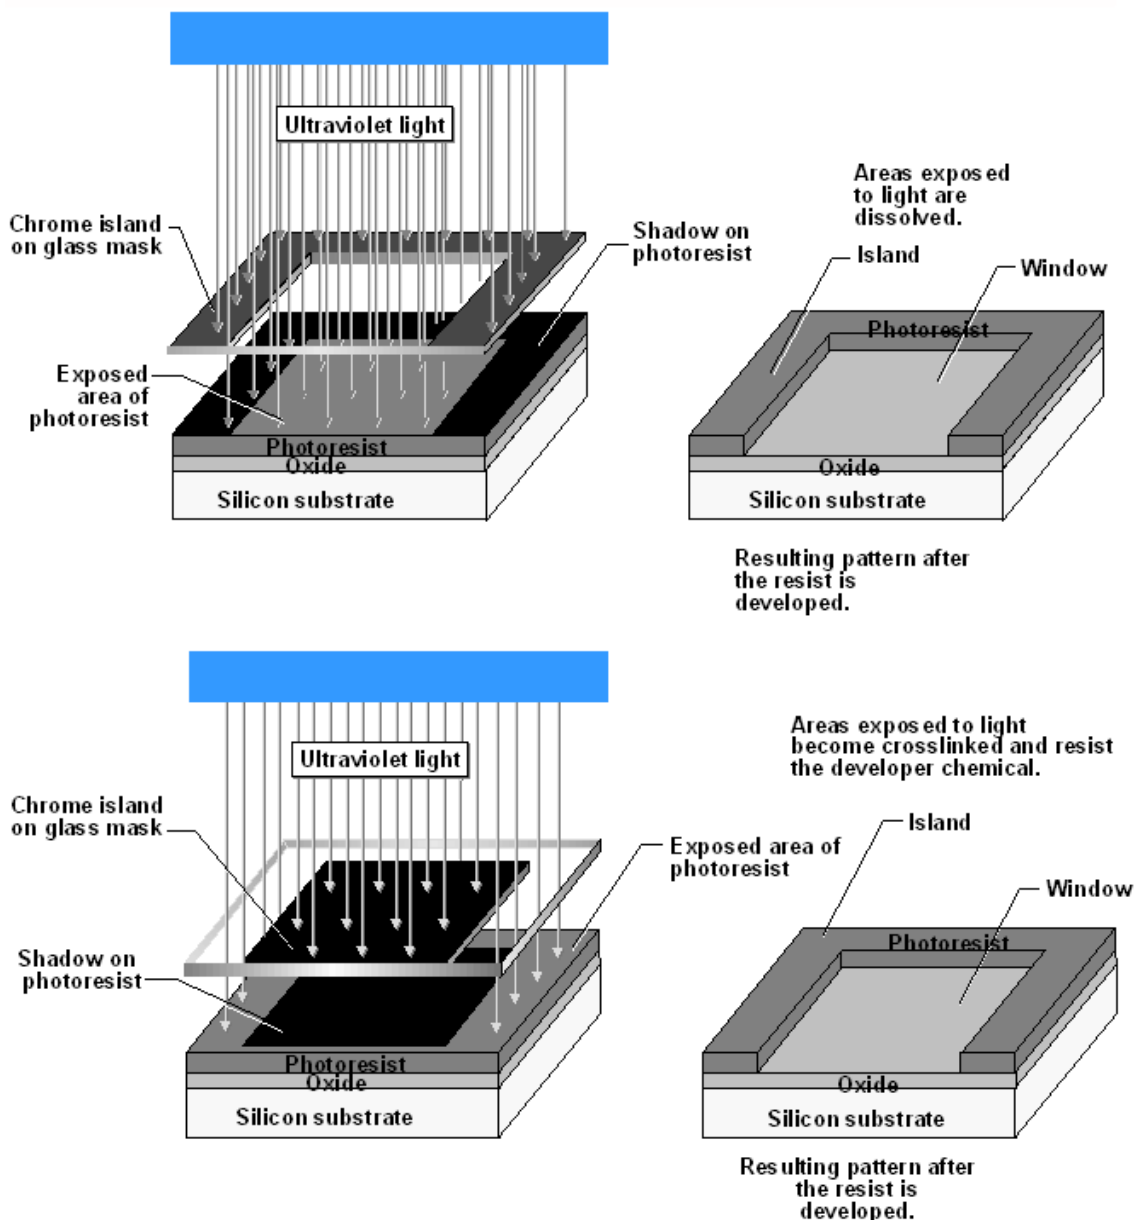 Ultraviolet light
Areas exposed
to light are
dissolved.
Chrome island
on glass mask
Shadow on
photoresist
Island
Window
Photoresist
Exposed
area of
photoresist
Photoresist
Oxide
Silicon substrate
Oxide
Silicon substrate
Resulting pattern after
the resist is
developed.
Ultraviolet light
Areas exposed to light
become crosslinked and resist
the developer chemical.
Chrome island
on glass mask
Island
Exposed area of
photoresist
Window
Shadow on
photoresist
Photoresist
Photoresist
Oxide
Silicon substrate
Oxide
Silicon substrate
Resulting pattern after
the resist is
developed.